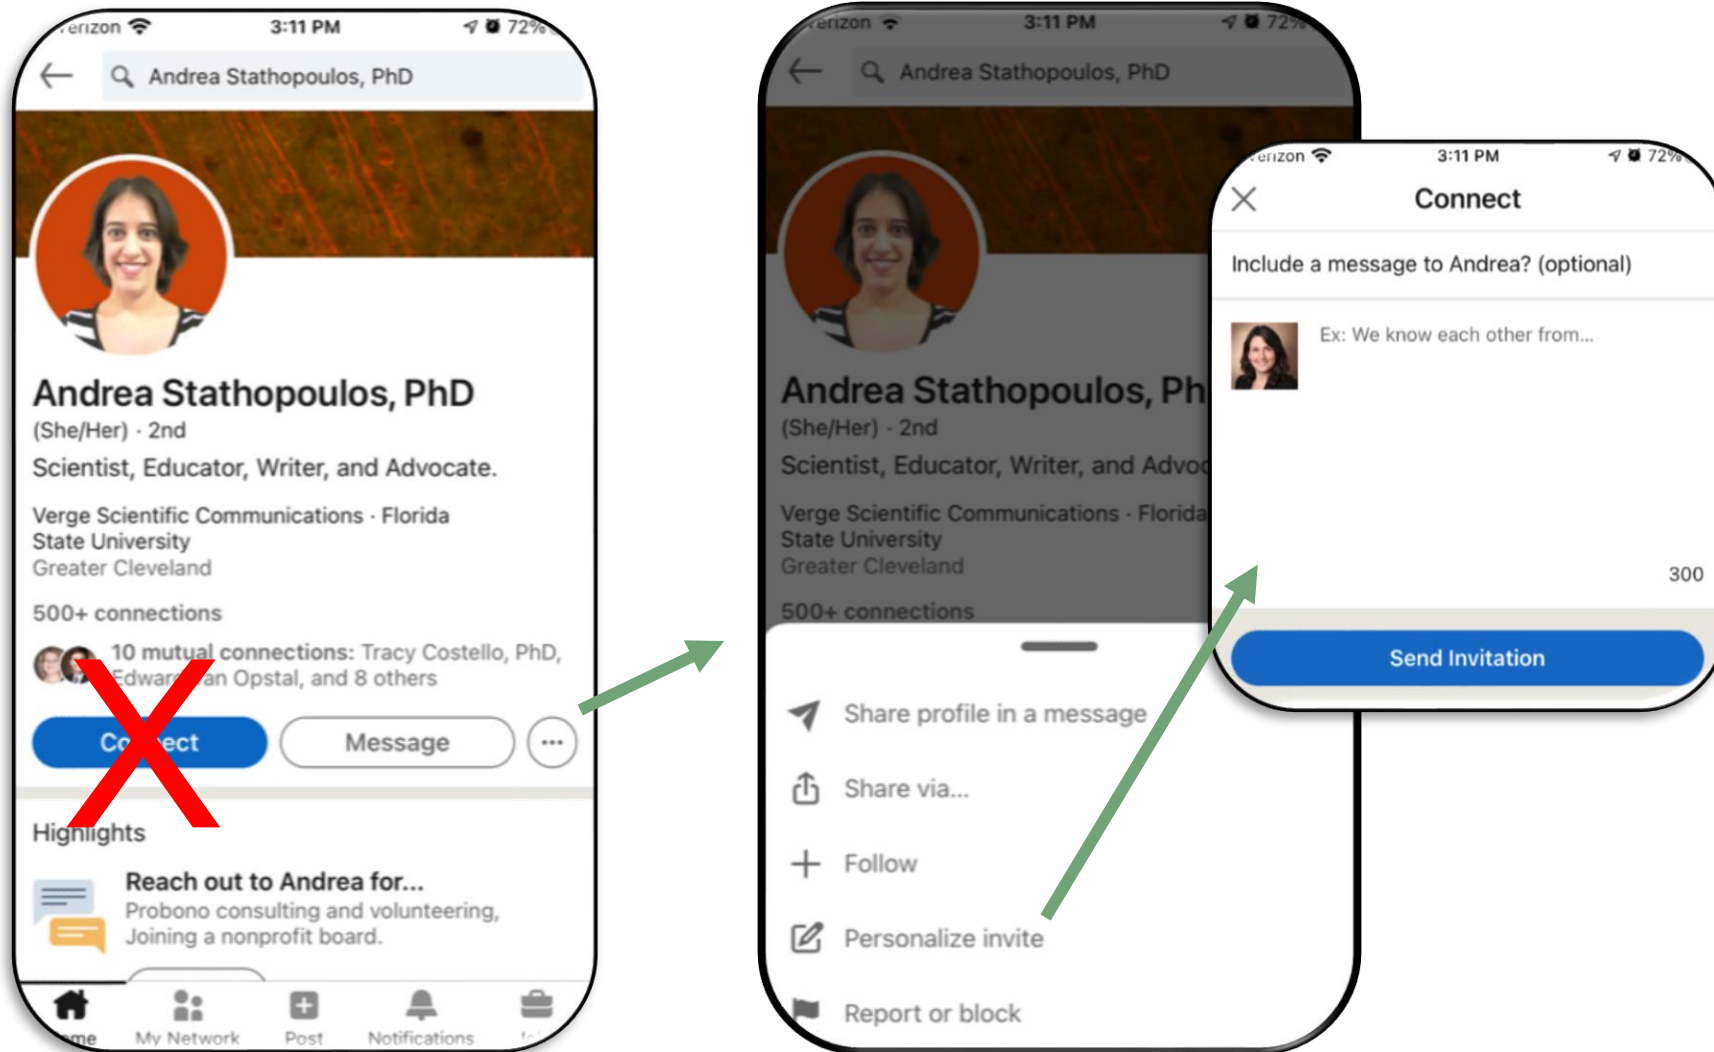 3:11 PM
72%
Andrea Stathopoulos, PhD
Andrea Stathopoulos, PhD
(She/Her) · 2nd
Scientist, Educator, Writer, and Advocate.
Verge Scientific Communications · Florida
State University
Greater Cleveland
500+ connections
10 mutual connections: Tracy Costello, PhD,
Opstal, and 8 others
Connect
Message
X
Highlights
Reach out to Andrea for...
Probono consulting and volunteering,
Joining a nonprofit board.
My Network
Post
Notifications
3:11 PM
Andrea Stathopoulos, PhD
Andrea Stathopoulos, Ph
(She/Her) · 2nd
Scientist, Educator, Writer, and Advoc
Verge Scientific Communications · Florida
State University
Greater Cleveland
500+ connections
Share profile in a message
Share via...
Follow
Personalize invite
Report or block
3:11 PM
72%
Connect
Include a message to Andrea? (optional)
Ex: We know each other from...
300
Send Invitation